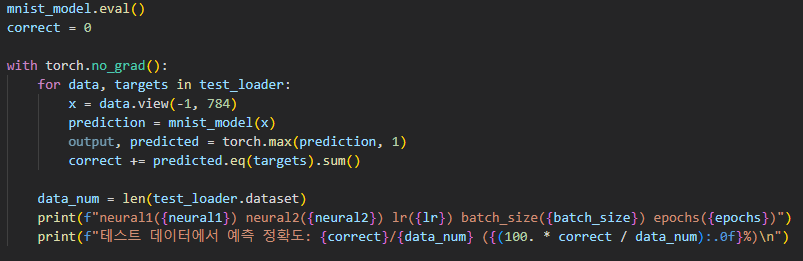 mnist_model.eval()
correct = 0
with torch.no_grad():
    for data, targets in test_loader:
        x = data.view(-1, 784)
        prediction = mnist_model(x)
        output, predicted = torch.max(prediction, 1)
        correct += predicted.eq(targets).sum()
    data_num = len(test_loader.dataset)
    print(f"neural1({neural1}) neural2({neural2}) lr({lr}) batch_size({batch_size}) epochs({epochs})")
    print(f"테스트 데이터에서 예측 정확도: {correct}/{data_num} ({(100. * correct / data_num):.0f}%)\n")